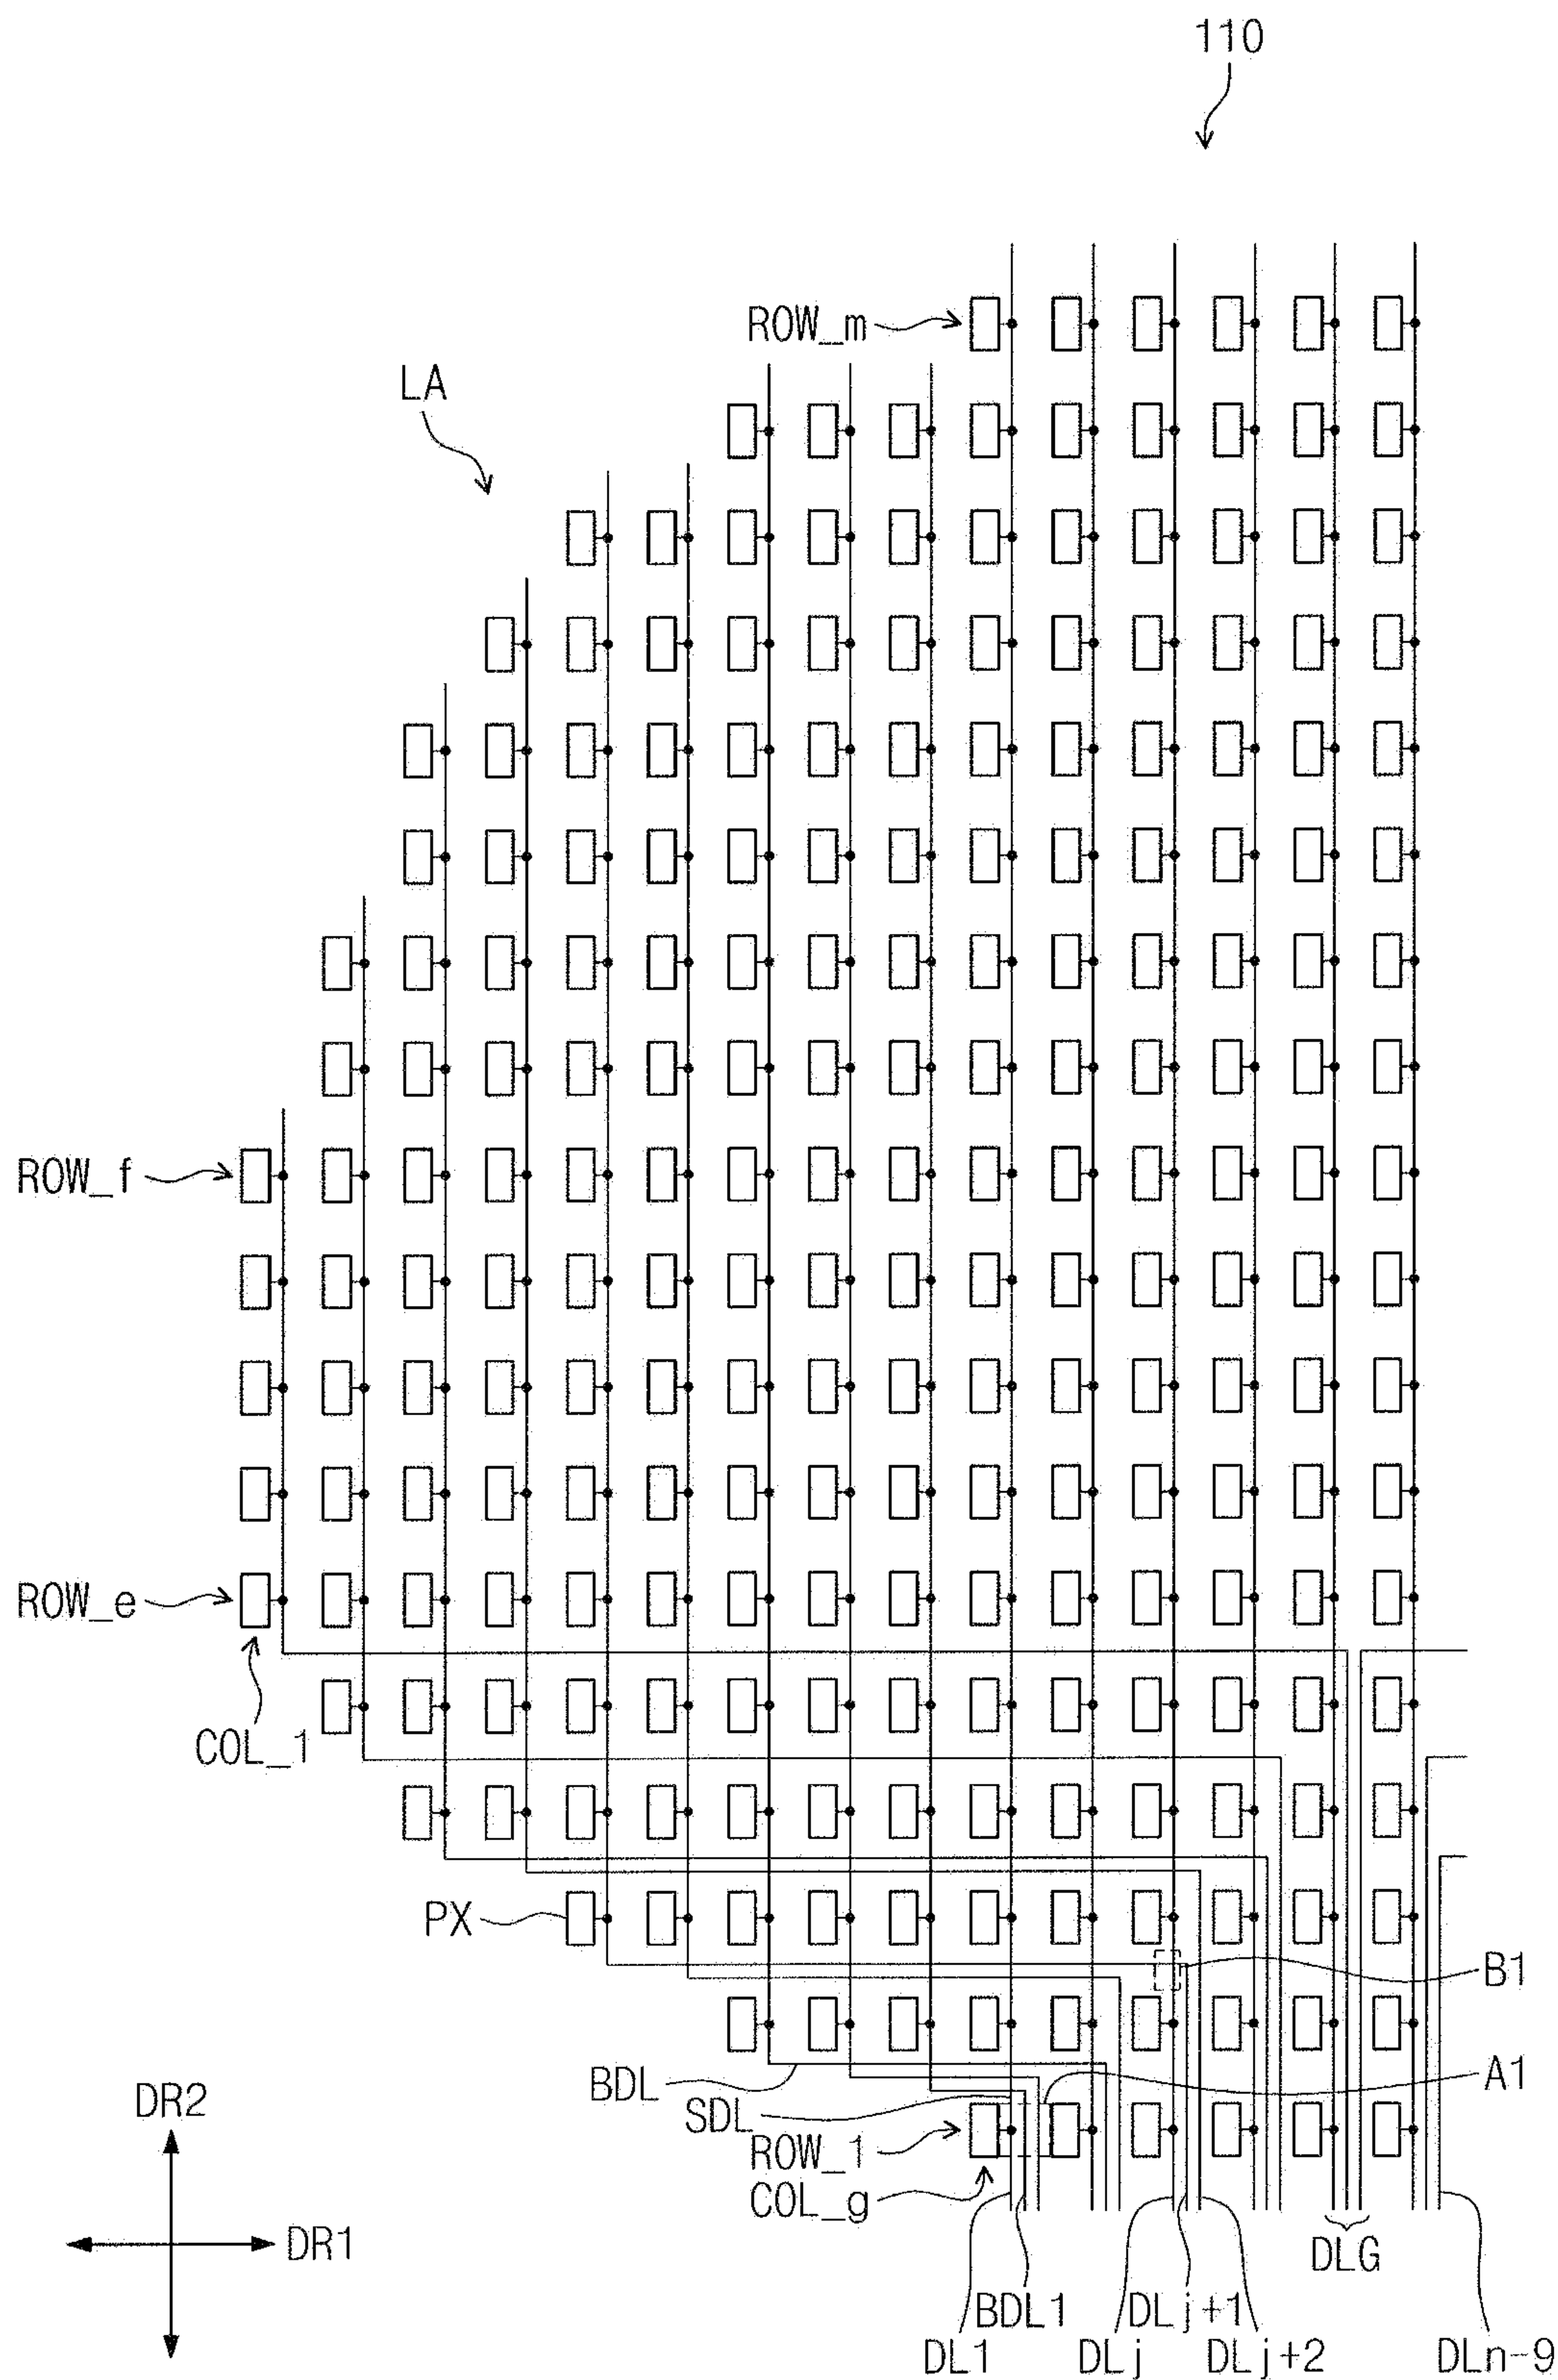 110
ROW_m
LA
ROW_f
ROW_e
COL_1
PX
B1
BDL
A1
SDL
DR2
ROW_1
COL_g
DR1
DLG
BDL1
DLj+1
DL1
DLj
DLj+2
DLn-9